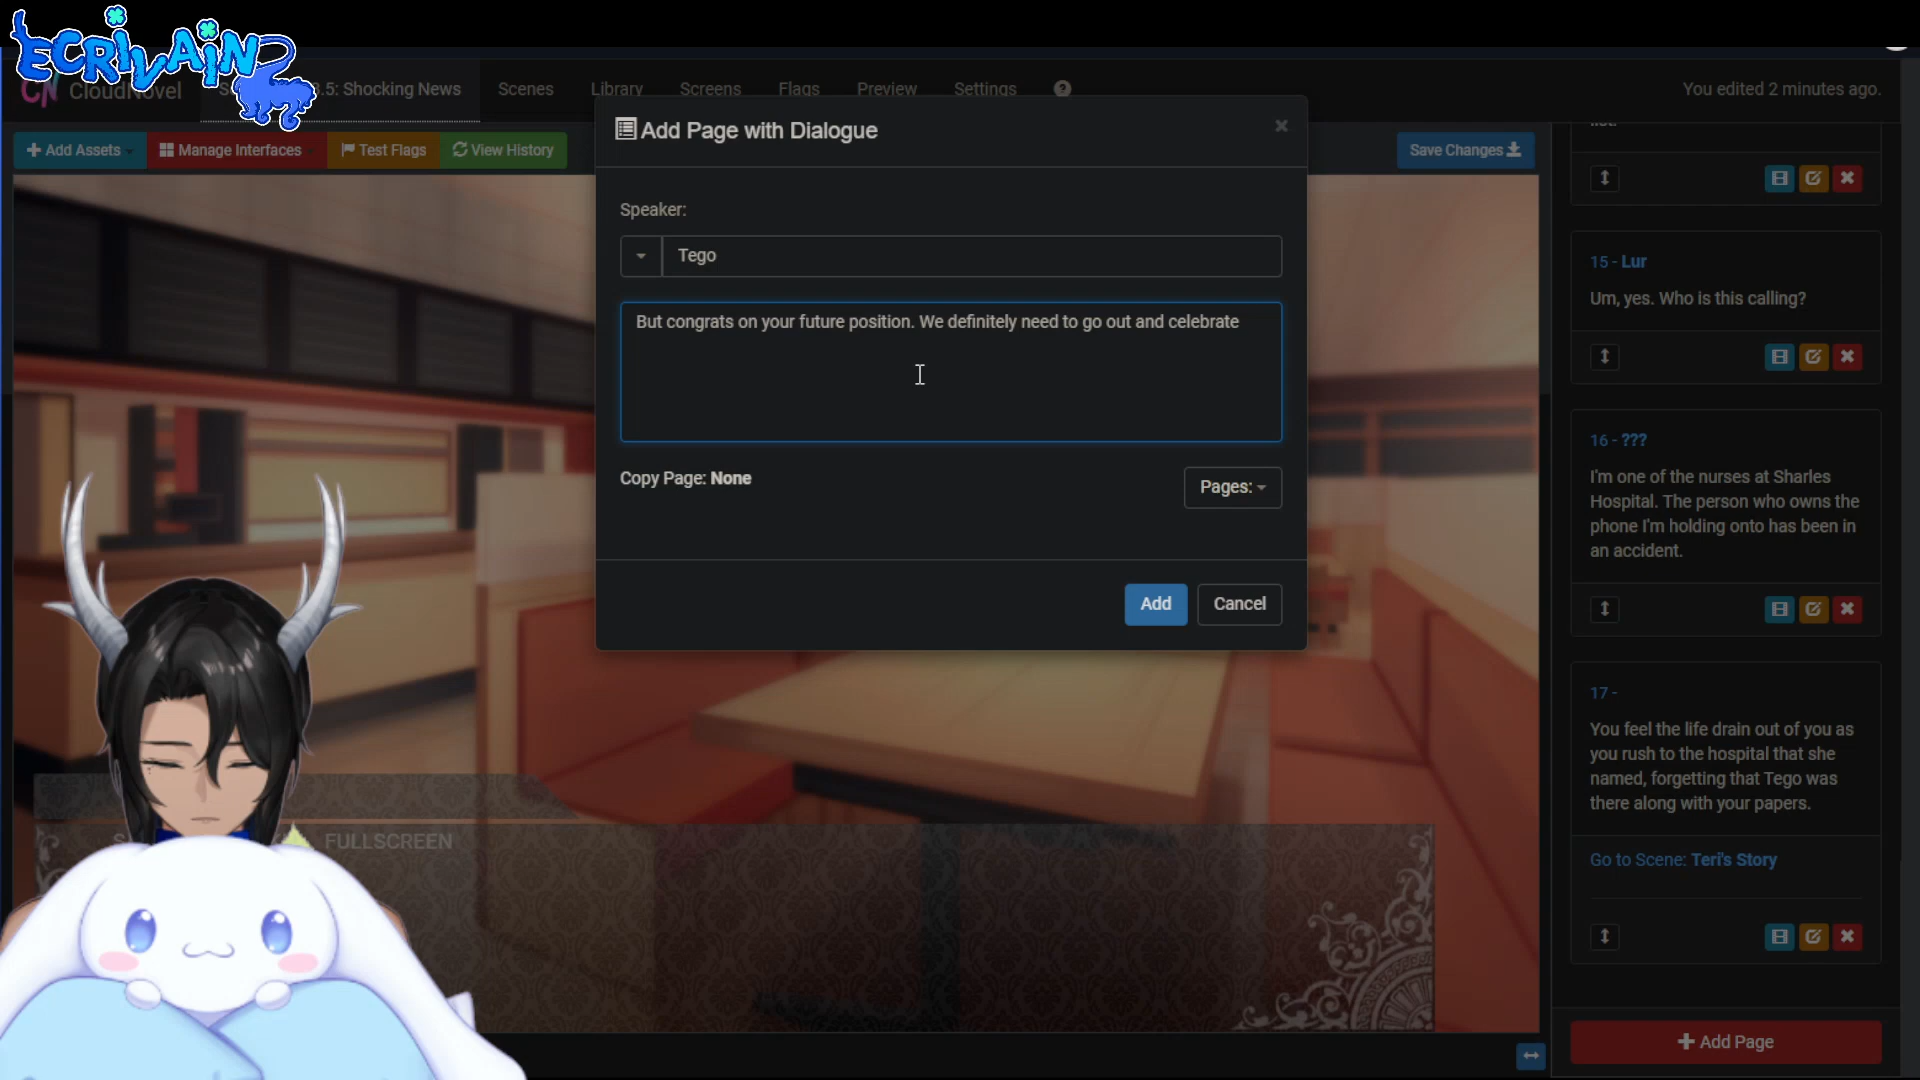 ECRIVAIN
CN CloudNovel
3.5: Shocking News
Scenes
Library
Screens
Flags
Preview
Settings
?
You edited 2 minutes ago.
Add Assets
Manage Interfaces
Test Flags
View History
Save Changes
Add Page with Dialogue
×
Speaker:
Tego
But congrats on your future position. We definitely need to go out and celebrate
Copy Page: None
Pages:
Add
Cancel
list.
15 - Lur
Um, yes. Who is this calling?
16 - ???
I'm one of the nurses at Sharles
Hospital. The person who owns the
phone I'm holding onto has been in
an accident.
17 -
You feel the life drain out of you as
you rush to the hospital that she
named, forgetting that Tego was
there along with your papers.
Go to Scene: Teri's Story
Add Page
FULLSCREEN